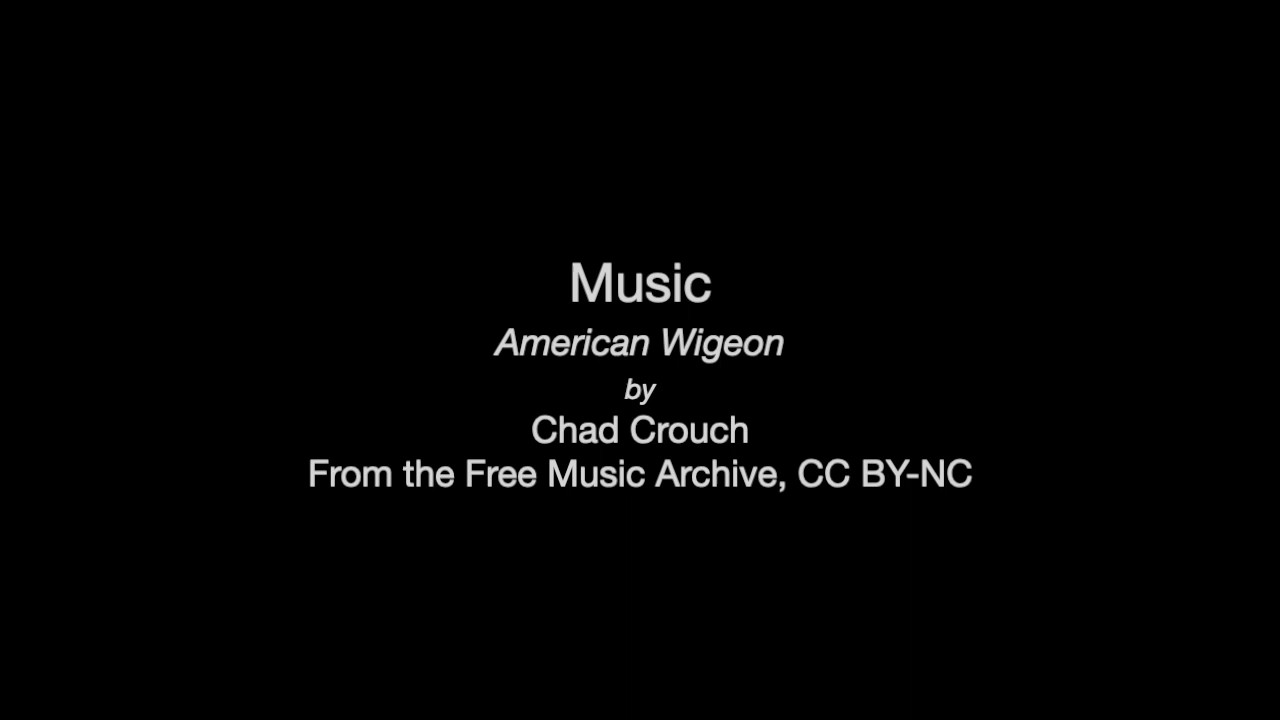 Music
American Wigeon
by
Chad Crouch
From the Free Music Archive, CC BY-NC